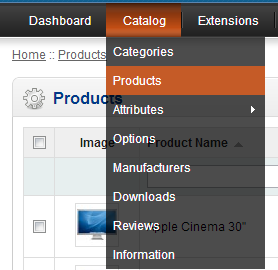 Dashboard Catalog Extensions
Home :: Products
Categories
Products
Attributes
Options
Manufacturers
Downloads
Reviews
Information
Products
Image Product Name
Apple Cinema 30"